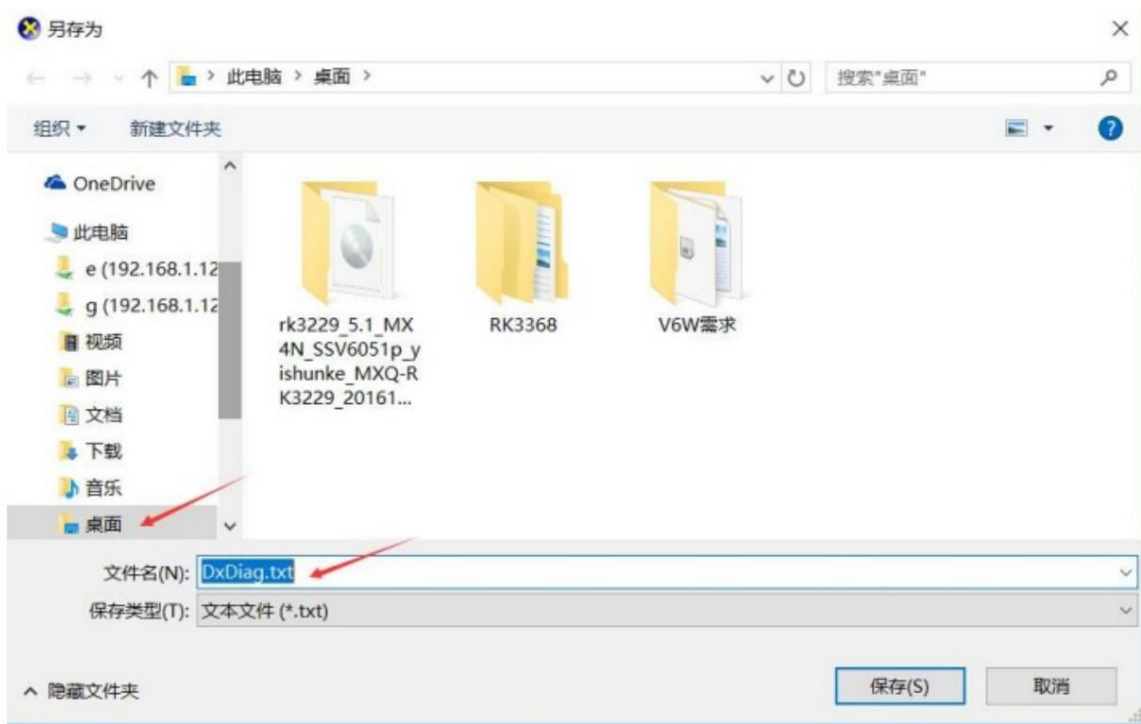 另存为
此电脑 > 桌面 >
搜索"桌面"
组织
新建文件夹
OneDrive
此电脑
e (192.168.1.12
g (192.168.1.12
视频
图片
文档
下载
音乐
桌面
rk3229_5.1_MX
4N_SSV6051p_y
ishunke_MXQ-R
K3229_20161...
RK3368
V6W需求
文件名(N): DxDiag.txt
保存类型(T): 文本文件 (*.txt)
隐藏文件夹
保存(S)
取消